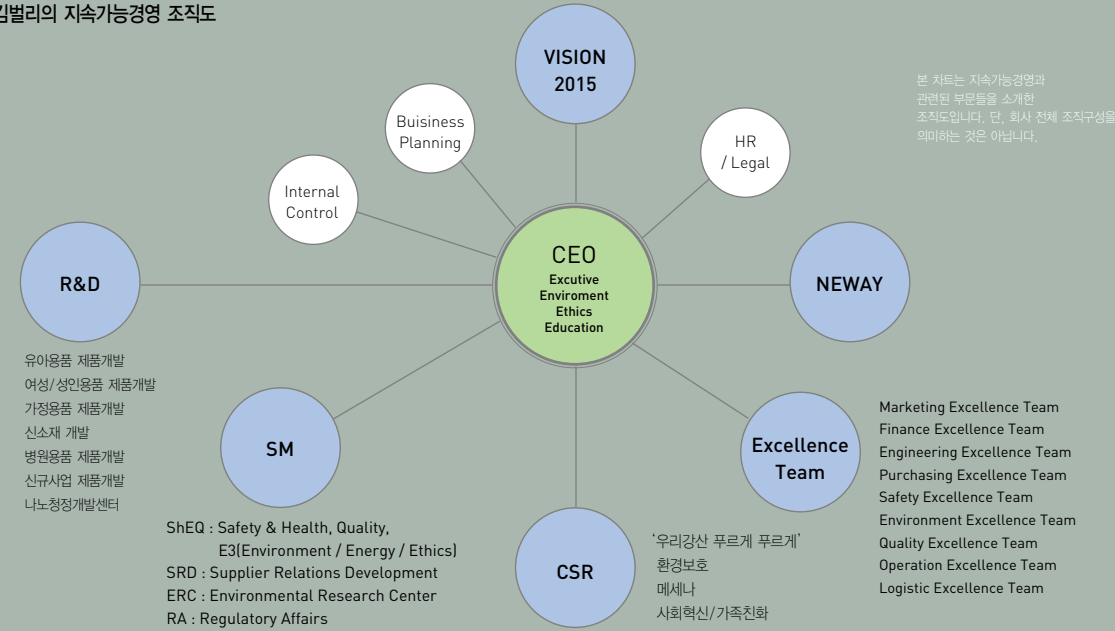 김벌리의 지속가능경영 조직도
VISION
2015
본 차트는 지속가능경영과
관련된 부문들을 소개한
조직도입니다. 단, 회사 전체 조직구성을
의미하는 것은 아닙니다.
Buisiness
Planning
HR
/ Legal
Internal
Control
CEO
Excutive
Enviroment
Ethics
Education
R&D
NEWAY
유아용품 제품개발
여성/성인용품 제품개발
가정용품 제품개발
신소재 개발
병원용품 제품개발
신규사업 제품개발
나노청정개발센터
SM
Excellence
Team
Marketing Excellence Team
Finance Excellence Team
Engineering Excellence Team
Purchasing Excellence Team
Safety Excellence Team
Environment Excellence Team
Quality Excellence Team
Operation Excellence Team
Logistic Excellence Team
ShEQ : Safety & Health, Quality,
E3(Environment / Energy / Ethics)
SRD : Supplier Relations Development
ERC : Environmental Research Center
RA : Regulatory Affairs
CSR
‘우리강산 푸르게 푸르게’
환경보호
메세나
사회혁신/가족친화